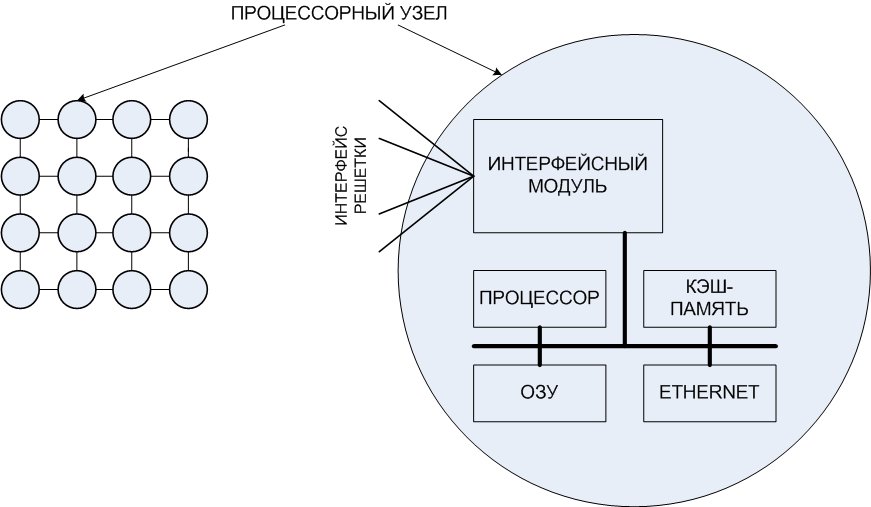 ПРОЦЕССОРНЫЙ УЗЕЛ
ИНТЕРФЕЙС
РЕШЕТКИ
ИНТЕРФЕЙСНЫЙ
МОДУЛЬ
ПРОЦЕССОР
КЭШ-
ПАМЯТЬ
ОЗУ
ETHERNET